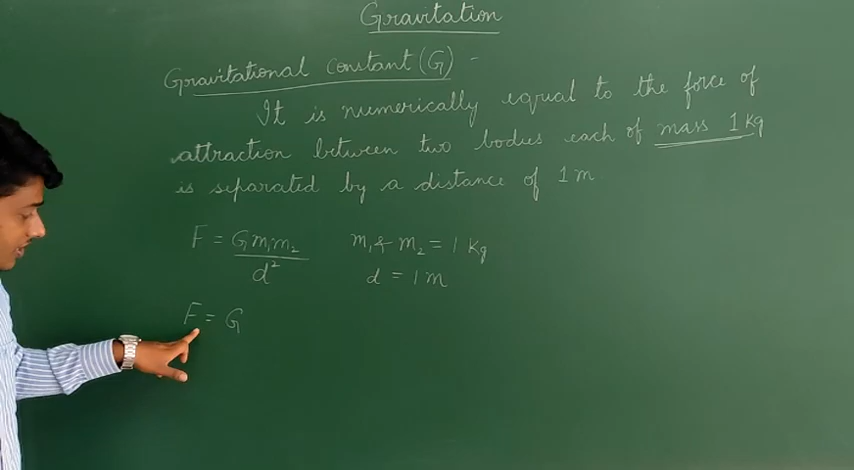 Gravitation
Gravitational constant (G) -
It is numerically equal to the force of
attraction between two bodies each of mass 1 kg
is separated by a distance of 1 m
F = G m₁m₂ / d² m₁ & m₂ = 1 kg
d = 1 m
F = G